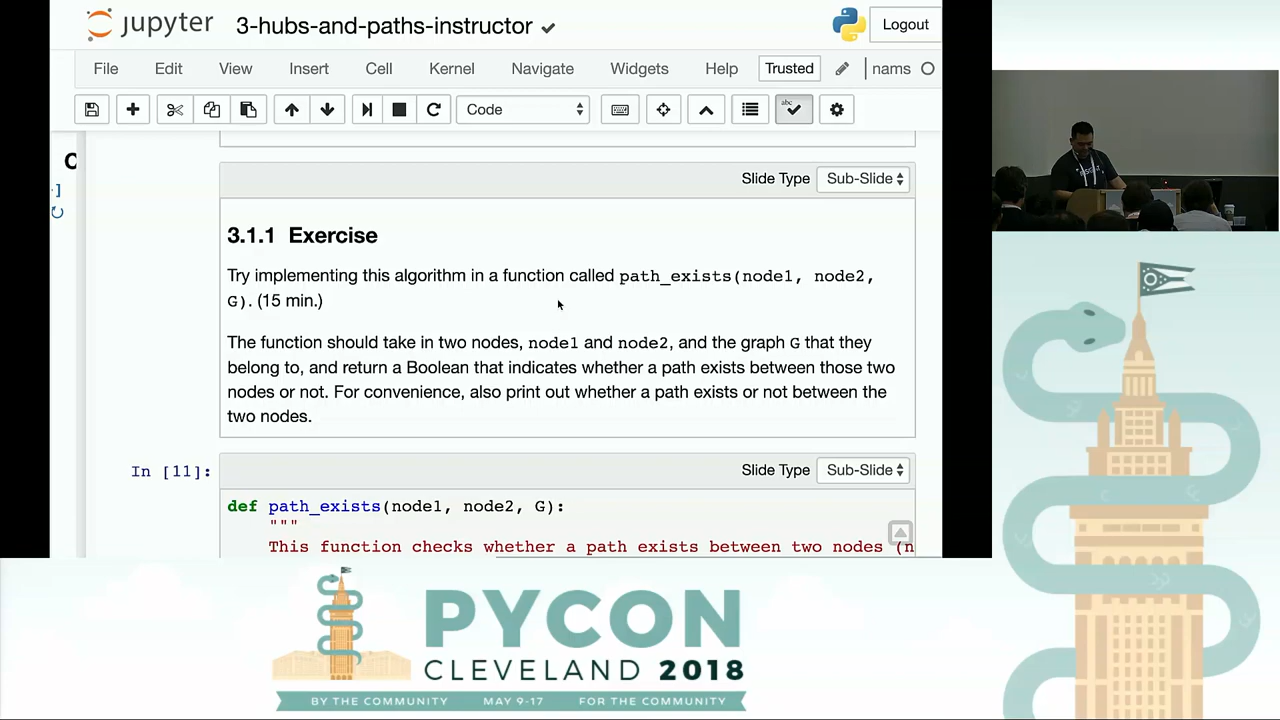 jupyter 3-hubs-and-paths-instructor
Logout
File Edit View Insert Cell Kernel Navigate Widgets Help Trusted nams
Code
abc
C
]
Slide Type Sub-Slide
3.1.1 Exercise
Try implementing this algorithm in a function called path_exists(node1, node2,
G). (15 min.)
The function should take in two nodes, node1 and node2, and the graph G that they
belong to, and return a Boolean that indicates whether a path exists between those two
nodes or not. For convenience, also print out whether a path exists or not between the
two nodes.
In [11]:
Slide Type Sub-Slide
def path_exists(node1, node2, G):
"""
This function checks whether a path exists between two nodes (n
PYCON
CLEVELAND 2018
BY THE COMMUNITY MAY 9-17 FOR THE COMMUNITY